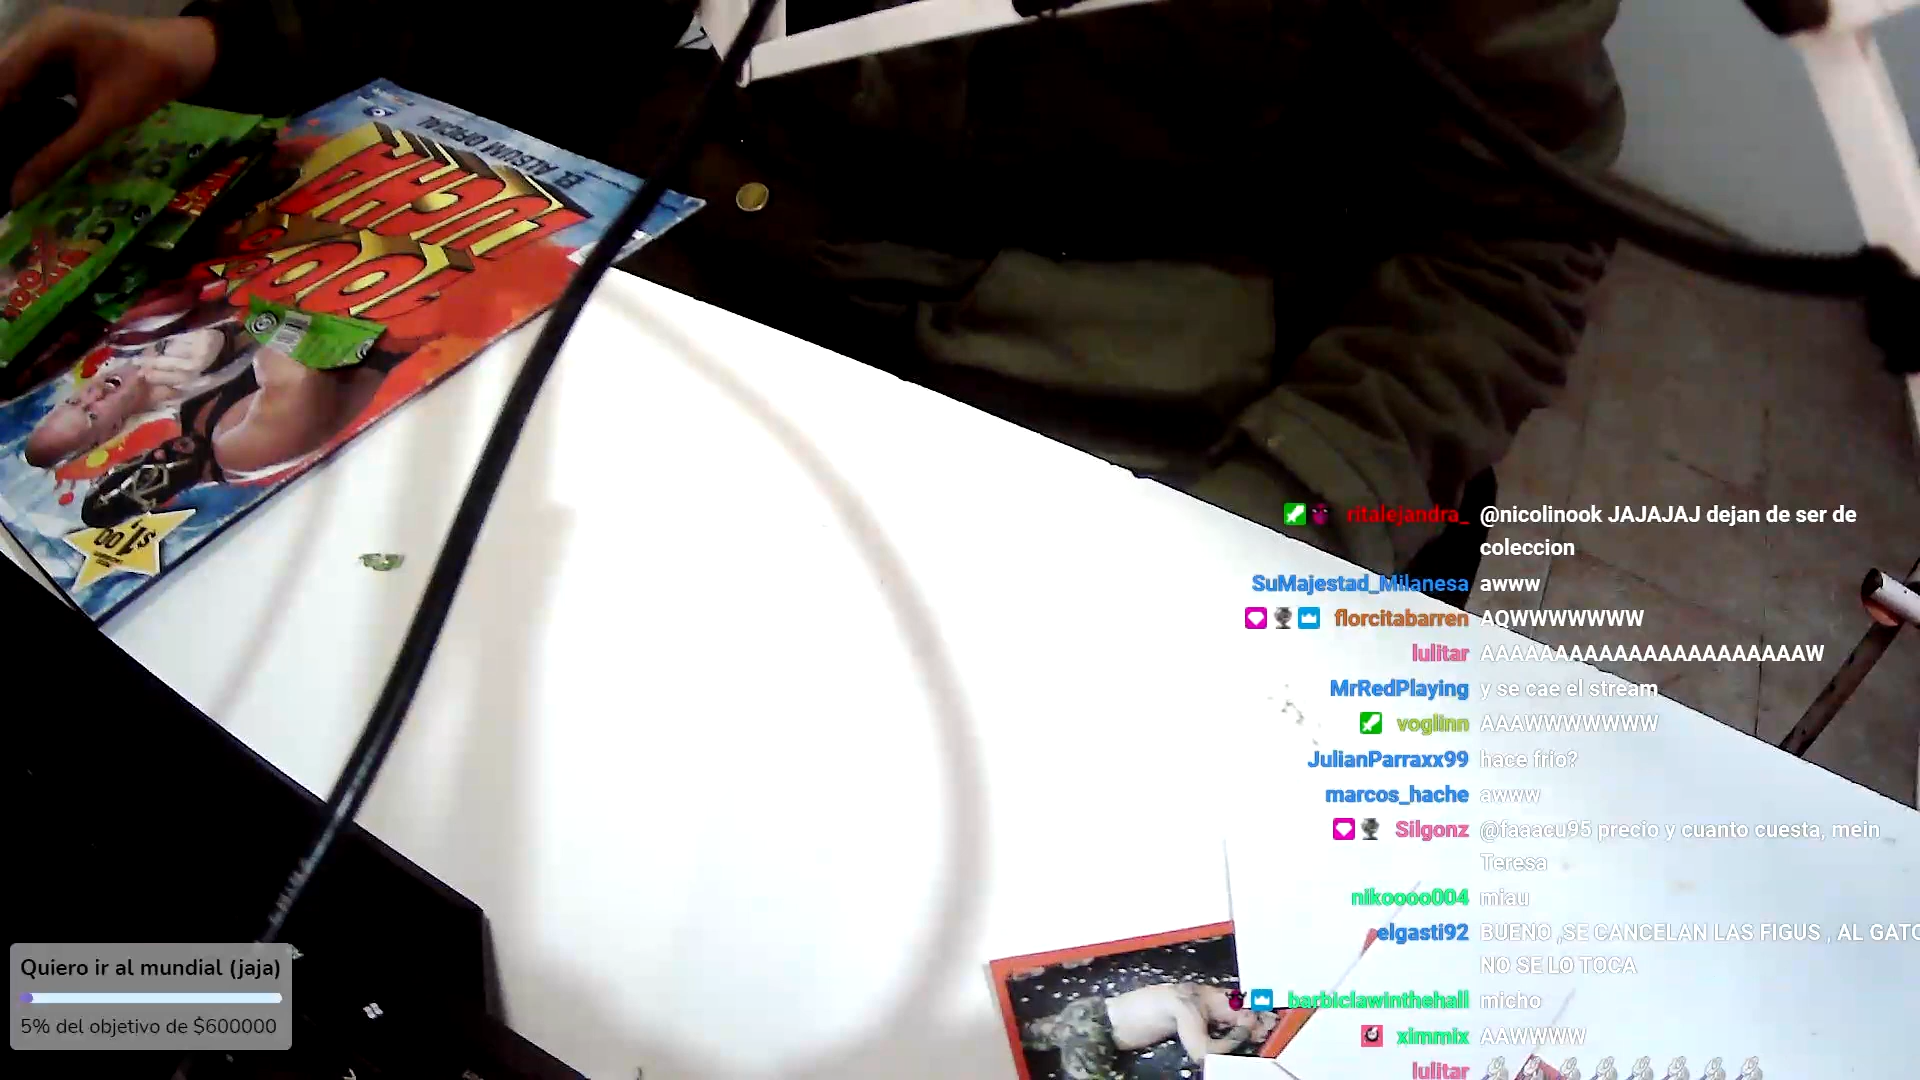 EL ALBUM OFICIAL
100%
LUCHA
$1,00
ritalejandra_ @nicolinook JAJAJAJ dejan de ser de
coleccion
SuMajestad_Milanesa awww
florcitabarren AQWWWWWWW
lulitar AAAAAAAAAAAAAAAAAAAAAAW
MrRedPlaying y se cae el stream
voglinn AAAWWWWWWW
JulianParraxx99 hace frio?
marcos_hache awww
Silgonz @faaacu95 precio y cuanto cuesta, mein
Teresa
nikoooo004 miau
elgasti92 BUENO ,SE CANCELAN LAS FIGUS , AL GATO
NO SE LO TOCA
barbiclawinthehall micho
ximmix AAWWWW
lulitar
Quiero ir al mundial (jaja)
5% del objetivo de $600000